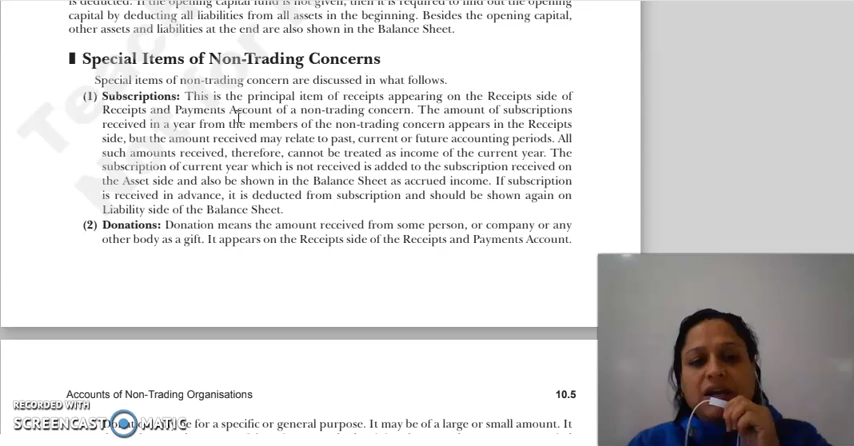 is deducted. If the opening capital fund is not given, then it is required to find out the opening
capital by deducting all liabilities from all assets in the beginning. Besides the opening capital,
other assets and liabilities at the end are also shown in the Balance Sheet.
Special Items of Non-Trading Concerns
Special items of non-trading concern are discussed in what follows.
(1) Subscriptions: This is the principal item of receipts appearing on the Receipts side of
Receipts and Payments Account of a non-trading concern. The amount of subscriptions
received in a year from the members of the non-trading concern appears in the Receipts
side, but the amount received may relate to past, current or future accounting periods. All
such amounts received, therefore, cannot be treated as income of the current year. The
subscription of current year which is not received is added to the subscription received on
the Asset side and also be shown in the Balance Sheet as accrued income. If subscription
is received in advance, it is deducted from subscription and should be shown again on
Liability side of the Balance Sheet.
(2) Donations: Donation means the amount received from some person, or company or any
other body as a gift. It appears on the Receipts side of the Receipts and Payments Account.
Accounts of Non-Trading Organisations 10.5
RECORDED WITH
SCREENCAST MATIC
for a specific or general purpose. It may be of a large or small amount. It